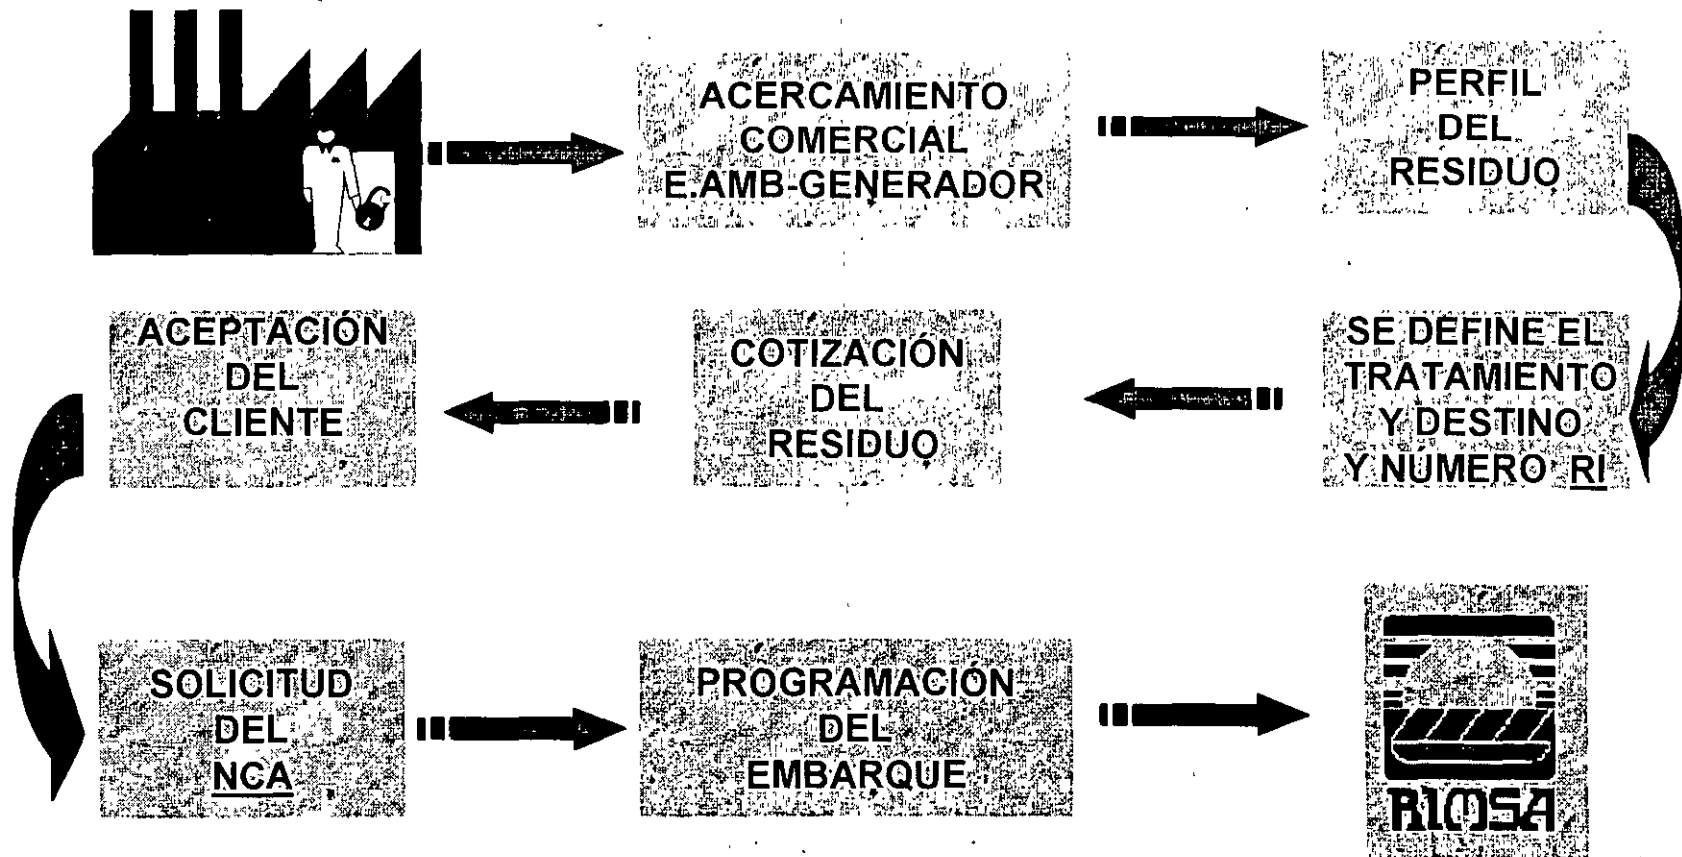 ACERCAMIENTO
COMERCIAL
E.AMB-GENERADOR
PERFIL
DEL
RESIDUO
SE DEFINE EL
TRATAMIENTO
Y DESTINO
Y NÚMERO RI
COTIZACIÓN
DEL
RESIDUO
ACEPTACIÓN
DEL
CLIENTE
SOLICITUD
DEL
NCA
PROGRAMACIÓN
DEL
EMBARQUE
RIMSA